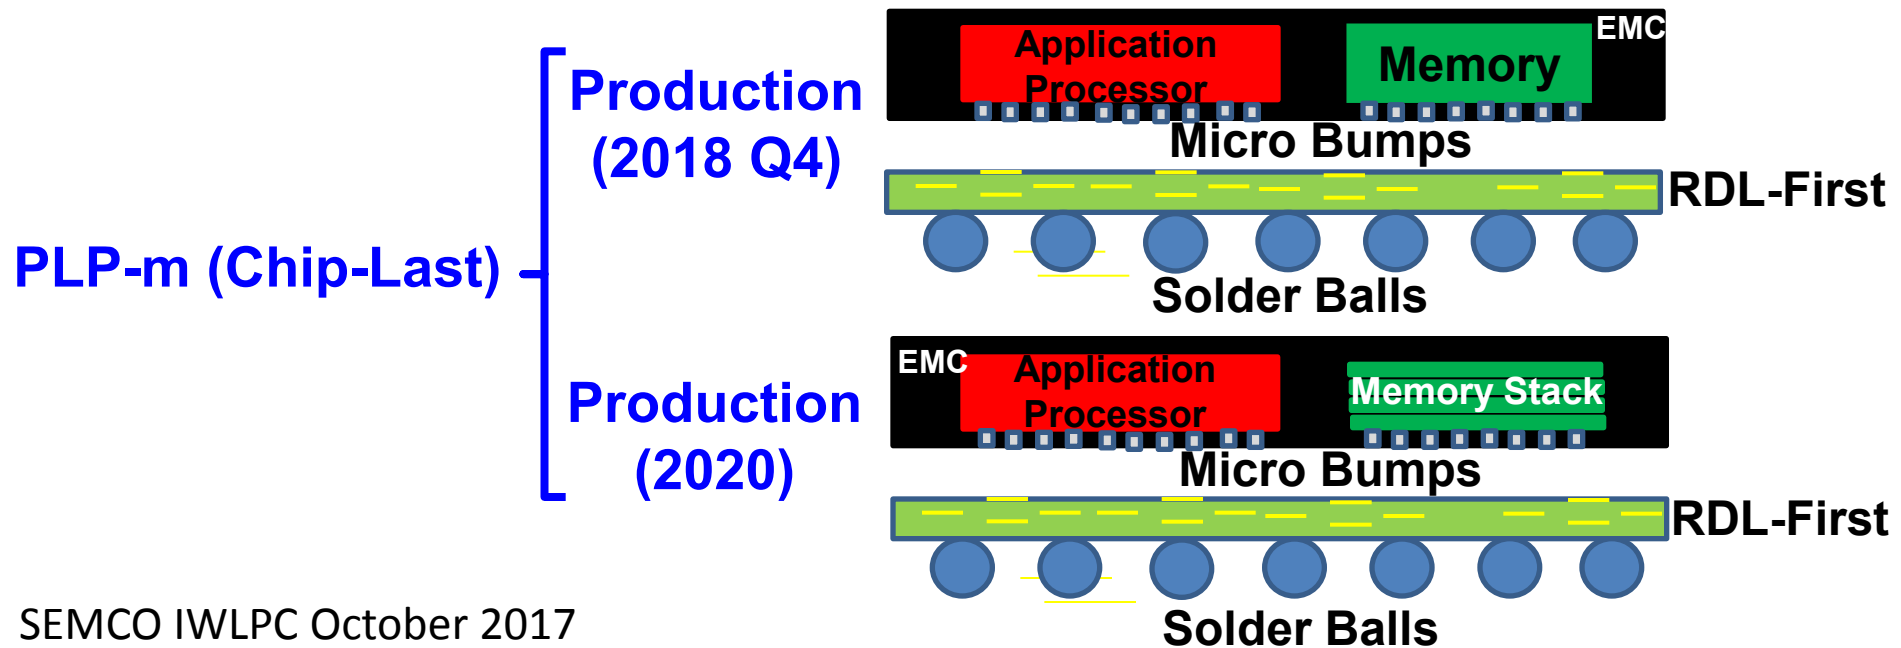 PLP-m (Chip-Last)
Production
(2018 Q4)
Application
Processor
Memory
EMC
Micro Bumps
RDL-First
Solder Balls
Production
(2020)
EMC
Application
Processor
Memory Stack
Micro Bumps
RDL-First
Solder Balls
SEMCO IWLPC October 2017